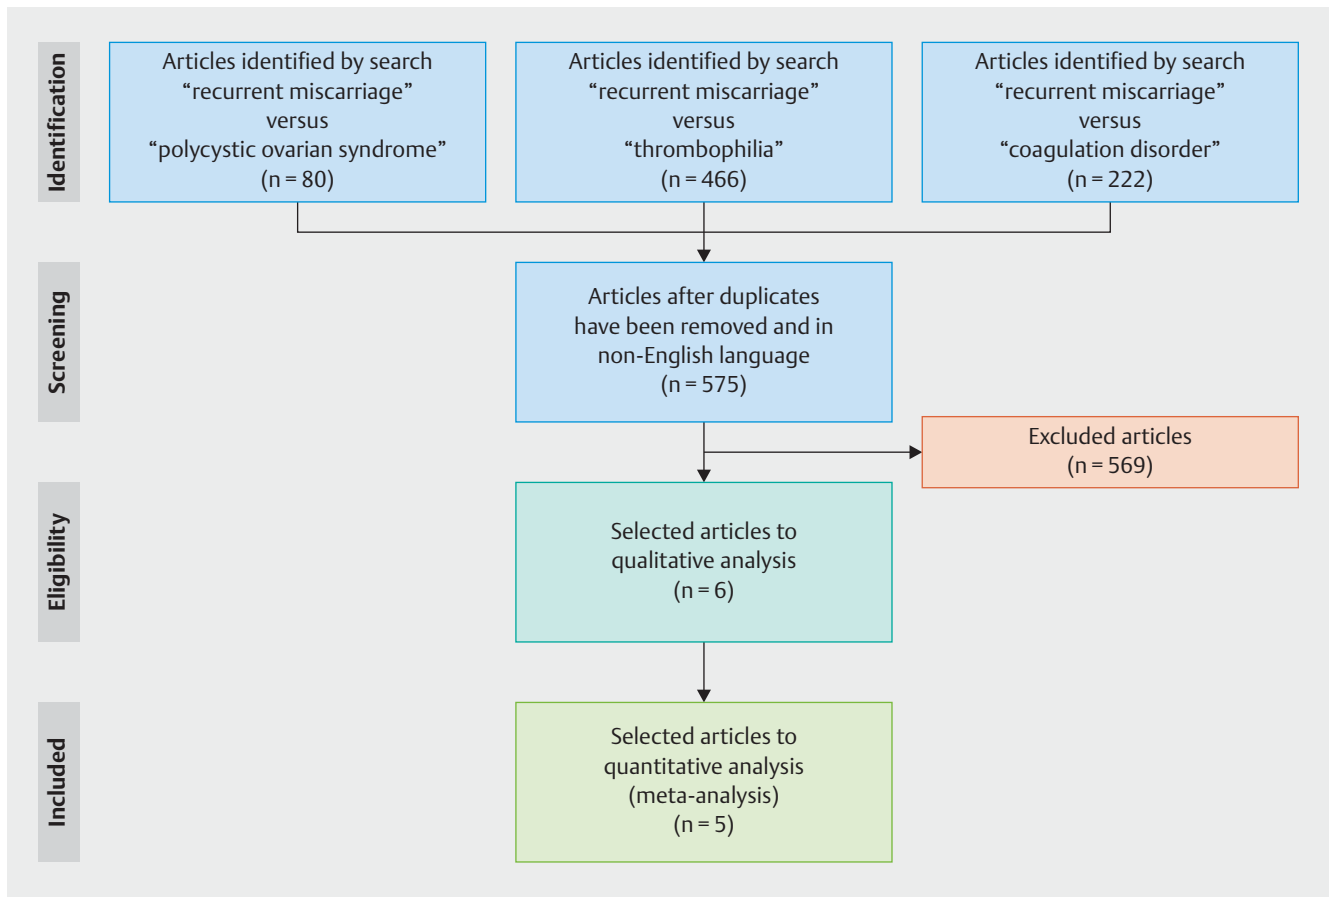 Identification
Articles identified by search
“recurrent miscarriage”
versus
“polycystic ovarian syndrome”
(n = 80)
Articles identified by search
“recurrent miscarriage”
versus
“thrombophilia”
(n = 466)
Articles identified by search
“recurrent miscarriage”
versus
“coagulation disorder”
(n = 222)
Screening
Articles after duplicates
have been removed and in
non-English language
(n = 575)
Excluded articles
(n = 569)
Eligibility
Selected articles to
qualitative analysis
(n = 6)
Included
Selected articles to
quantitative analysis
(meta-analysis)
(n = 5)